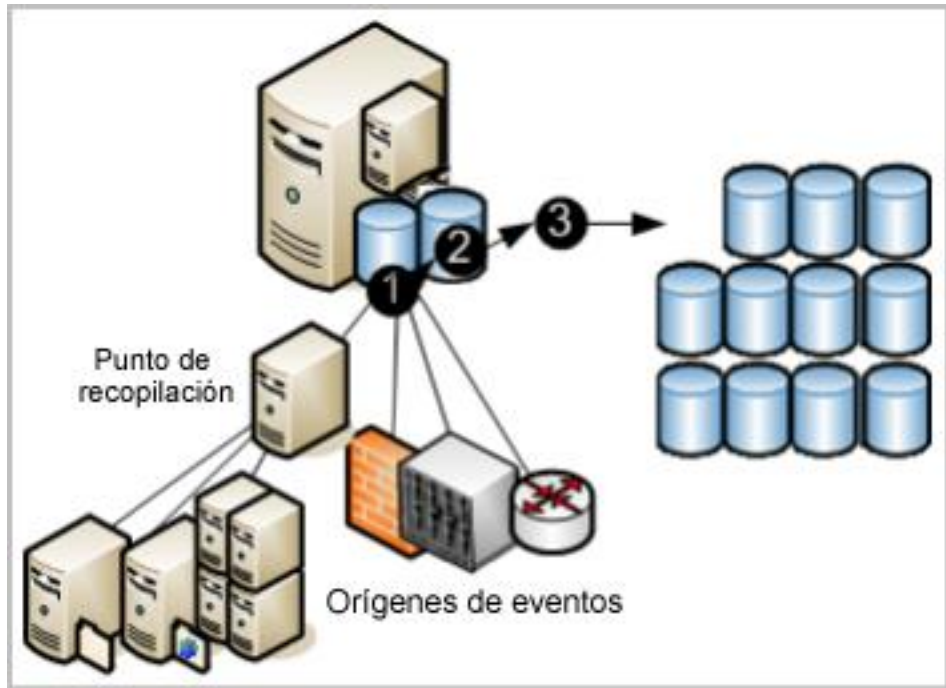 3
2
1
Punto de
recopilación
Orígenes de eventos